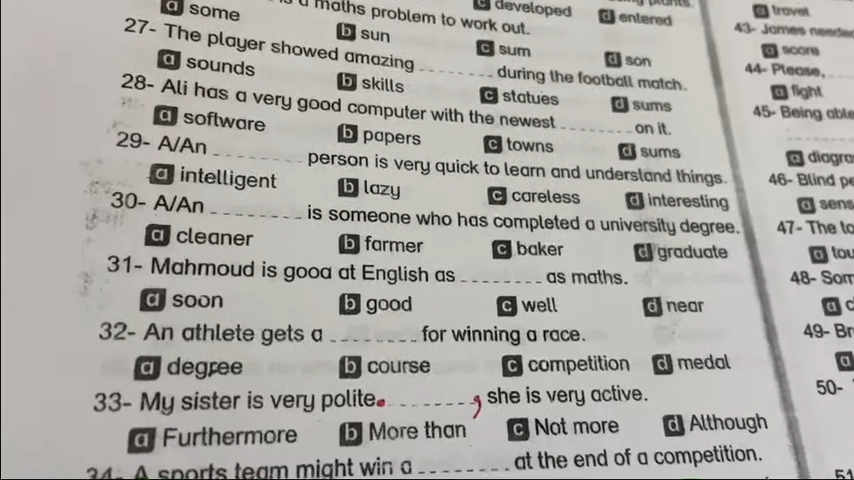 maths problem to work out.
a some b sun c sum d son
27- The player showed amazing ________ during the football match.
a sounds b skills c statues d sums
28- Ali has a very good computer with the newest ________ on it.
a software b papers c towns d sums
29- A/An ________ person is very quick to learn and understand things.
a intelligent b lazy c careless d interesting
30- A/An ________ is someone who has completed a university degree.
a cleaner b farmer c baker d graduate
31- Mahmoud is good at English as ________ as maths.
a soon b good c well d near
32- An athlete gets a ________ for winning a race.
a degree b course c competition d medal
33- My sister is very polite. ________, she is very active.
a Furthermore b More than c Not more d Although
34- A sports team might win a ________ at the end of a competition.
c developed d entered
a travel
43- James
a score
44- Please,
a fight
45- Being
a
46- Blind
a
47- The
a
48-
a
49-
a
50-
51